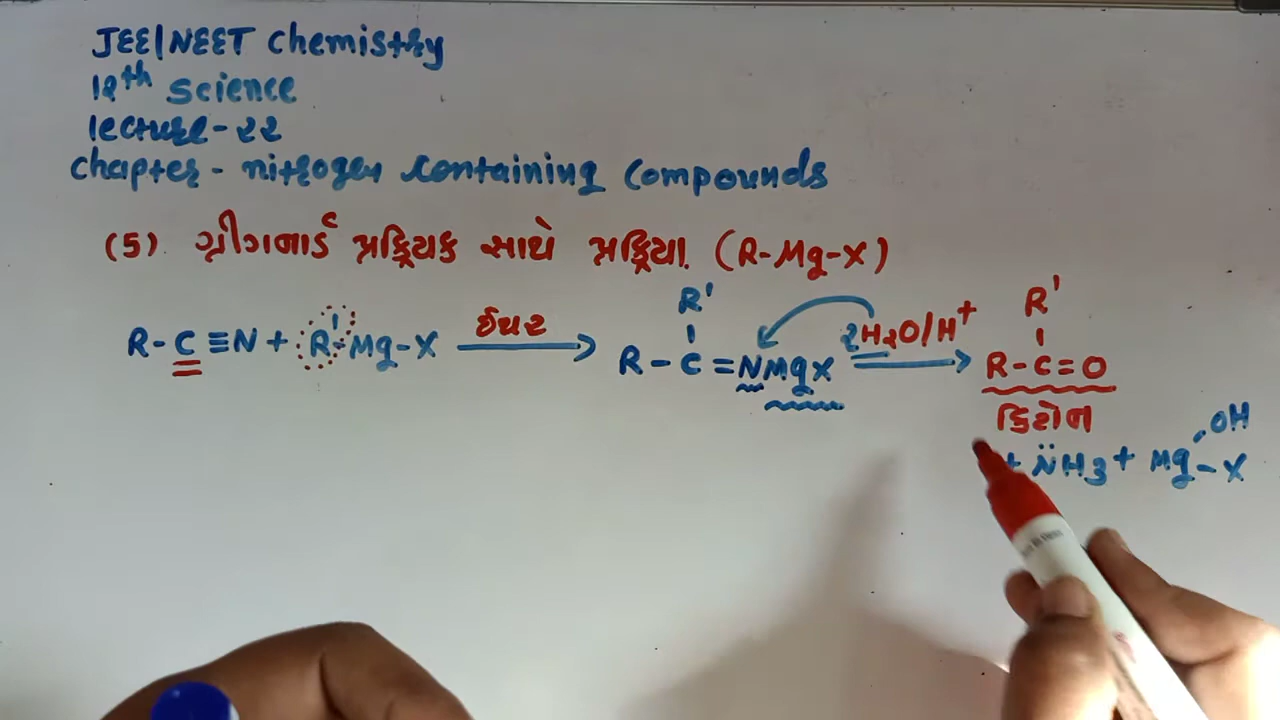 JEE/NEET Chemistry
12th Science
lecture-22
chapter- nitrogen containing compounds
(5) ગ્રીગનાર્ડ પ્રક્રિયક સાથે પ્રક્રિયા (R-Mg-X)
R-C≡N + R'-Mg-X ઈથર → R-C(R')=NMgX 2H2O/H+ → R-C(R')=O
કિટોન
+ N̈H3 + Mg(OH)-X